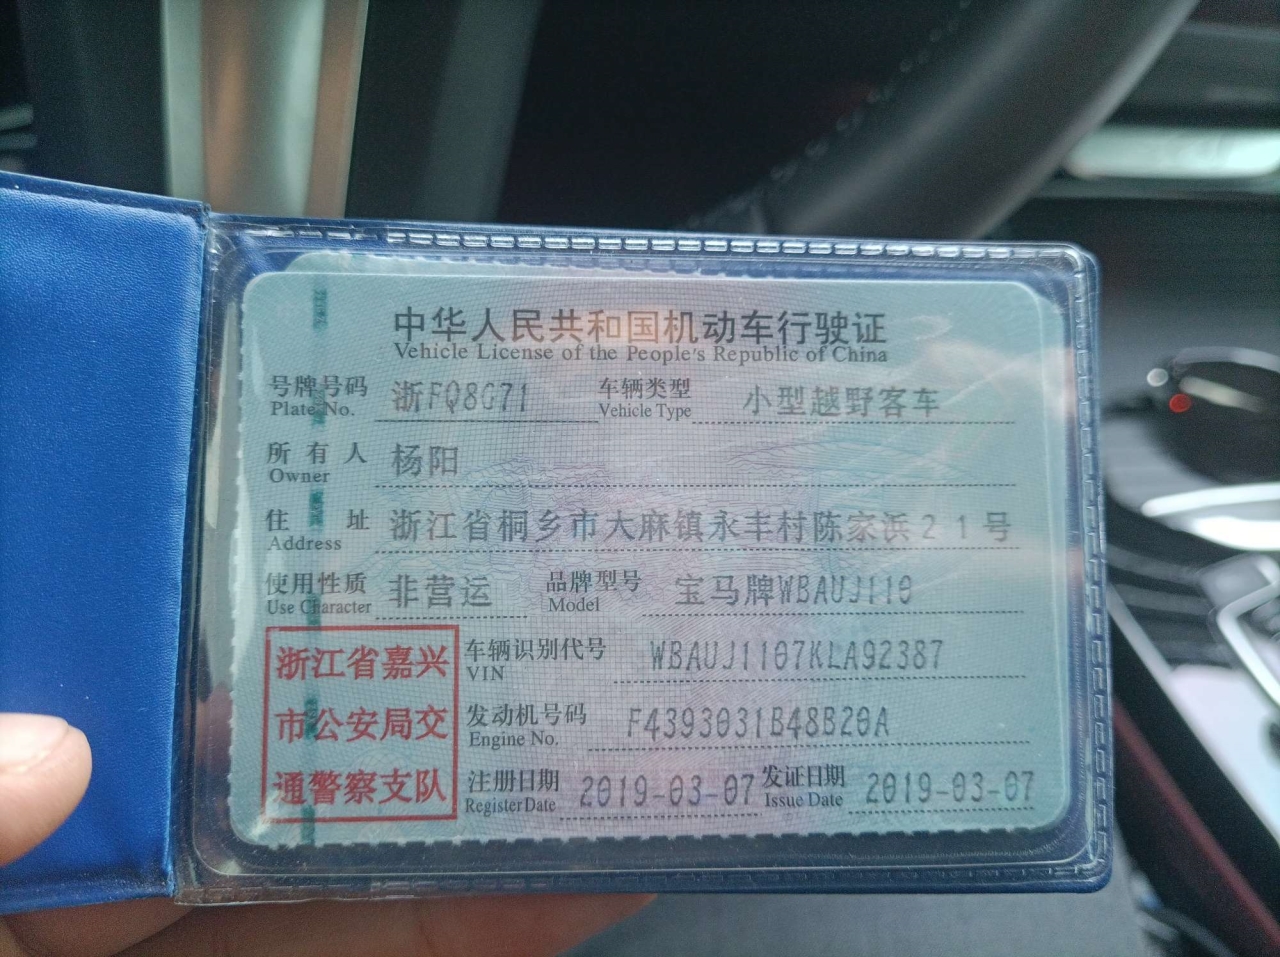 中华人民共和国机动车行驶证
Vehicle License of the People's Republic of China
号牌号码 浙FQ8G71 车辆类型 小型越野客车
Plate No. Vehicle Type
所有人 杨阳
Owner
住址 浙江省桐乡市大麻镇永丰村陈家浜21号
Address
使用性质 非营运 品牌型号 宝马牌WBAUJ110
Use Character Model
浙江省嘉兴
市公安局交
通警察支队
车辆识别代号 WBAUJ1107KLA92387
VIN
发动机号码 F4393031B48B20A
Engine No.
注册日期 2019-03-07 发证日期 2019-03-07
Register Date Issue Date